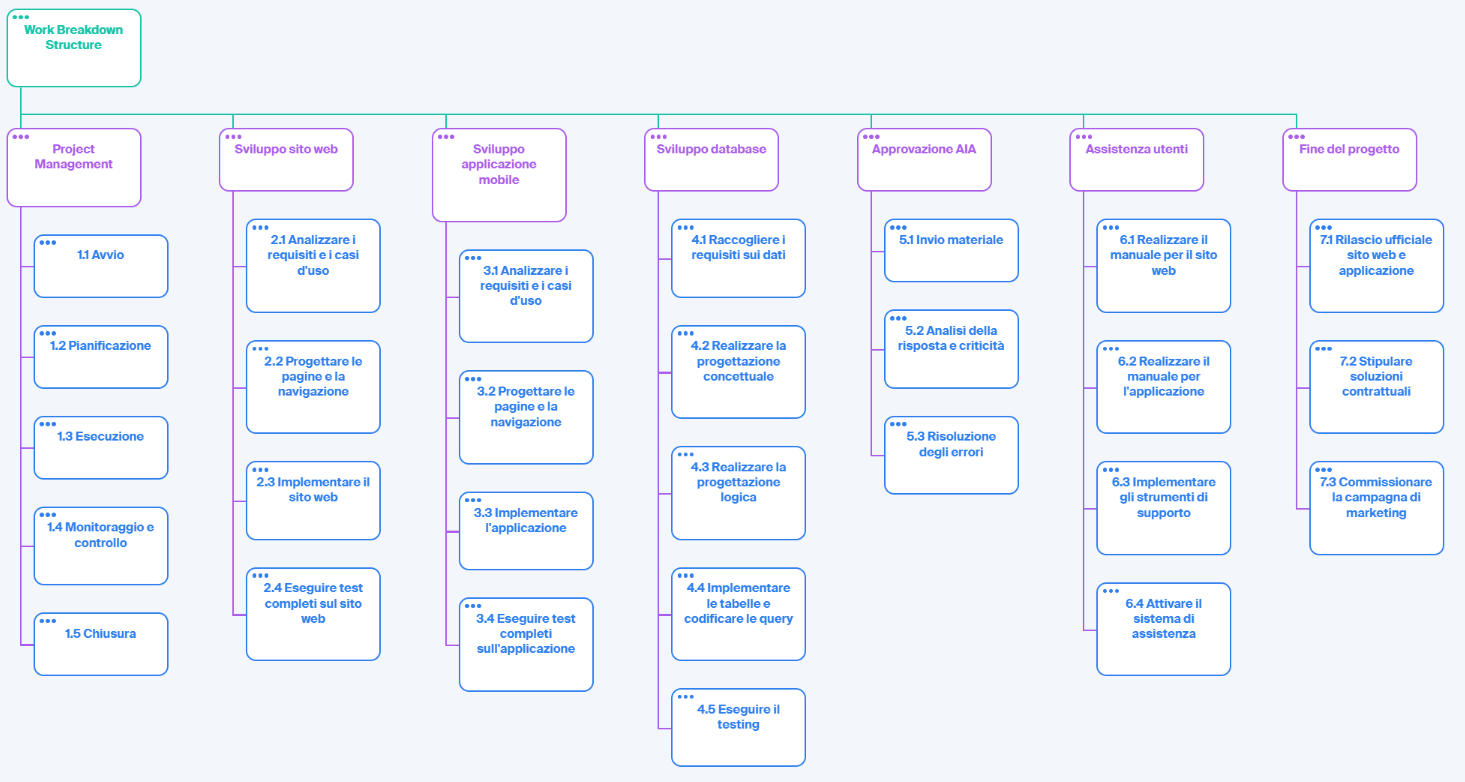 Work Breakdown
Structure
Project
Management
1.1 Avvio
1.2 Pianificazione
1.3 Esecuzione
1.4 Monitoraggio e
controllo
1.5 Chiusura
Sviluppo sito web
2.1 Analizzare i
requisiti e i casi
d'uso
2.2 Progettare le
pagine e la
navigazione
2.3 Implementare il
sito web
2.4 Eseguire test
completi sul sito
web
Sviluppo
applicazione
mobile
3.1 Analizzare i
requisiti e i casi
d'uso
3.2 Progettare le
pagine e la
navigazione
3.3 Implementare
l'applicazione
3.4 Eseguire test
completi
sull'applicazione
Sviluppo database
4.1 Raccogliere i
requisiti sui dati
4.2 Realizzare la
progettazione
concettuale
4.3 Realizzare la
progettazione
logica
4.4 Implementare
le tabelle e
codificare le query
4.5 Eseguire il
testing
Approvazione AIA
5.1 Invio materiale
5.2 Analisi della
risposta e criticità
5.3 Risoluzione
degli errori
Assistenza utenti
6.1 Realizzare il
manuale per il sito
web
6.2 Realizzare il
manuale per
l'applicazione
6.3 Implementare
gli strumenti di
supporto
6.4 Attivare il
sistema di
assistenza
Fine del progetto
7.1 Rilascio ufficiale
sito web e
applicazione
7.2 Stipulare
soluzioni
contrattuali
7.3 Commissionare
la campagna di
marketing